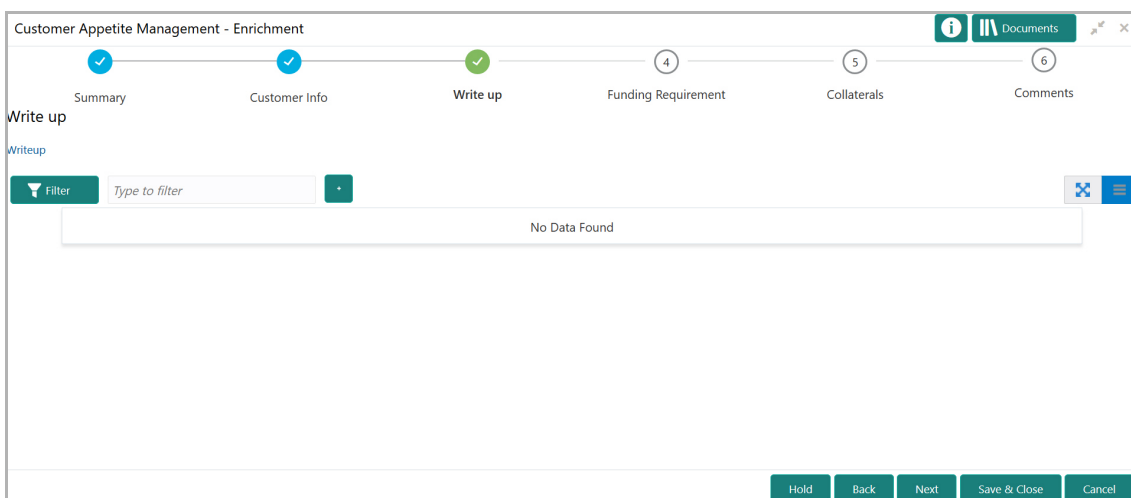 Customer Appetite Management - Enrichment
Documents
4
5
6
Summary
Customer Info
Write up
Funding Requirement
Collaterals
Comments
Write up
Writeup
Filter
Type to filter
+
No Data Found
Hold
Back
Next
Save & Close
Cancel